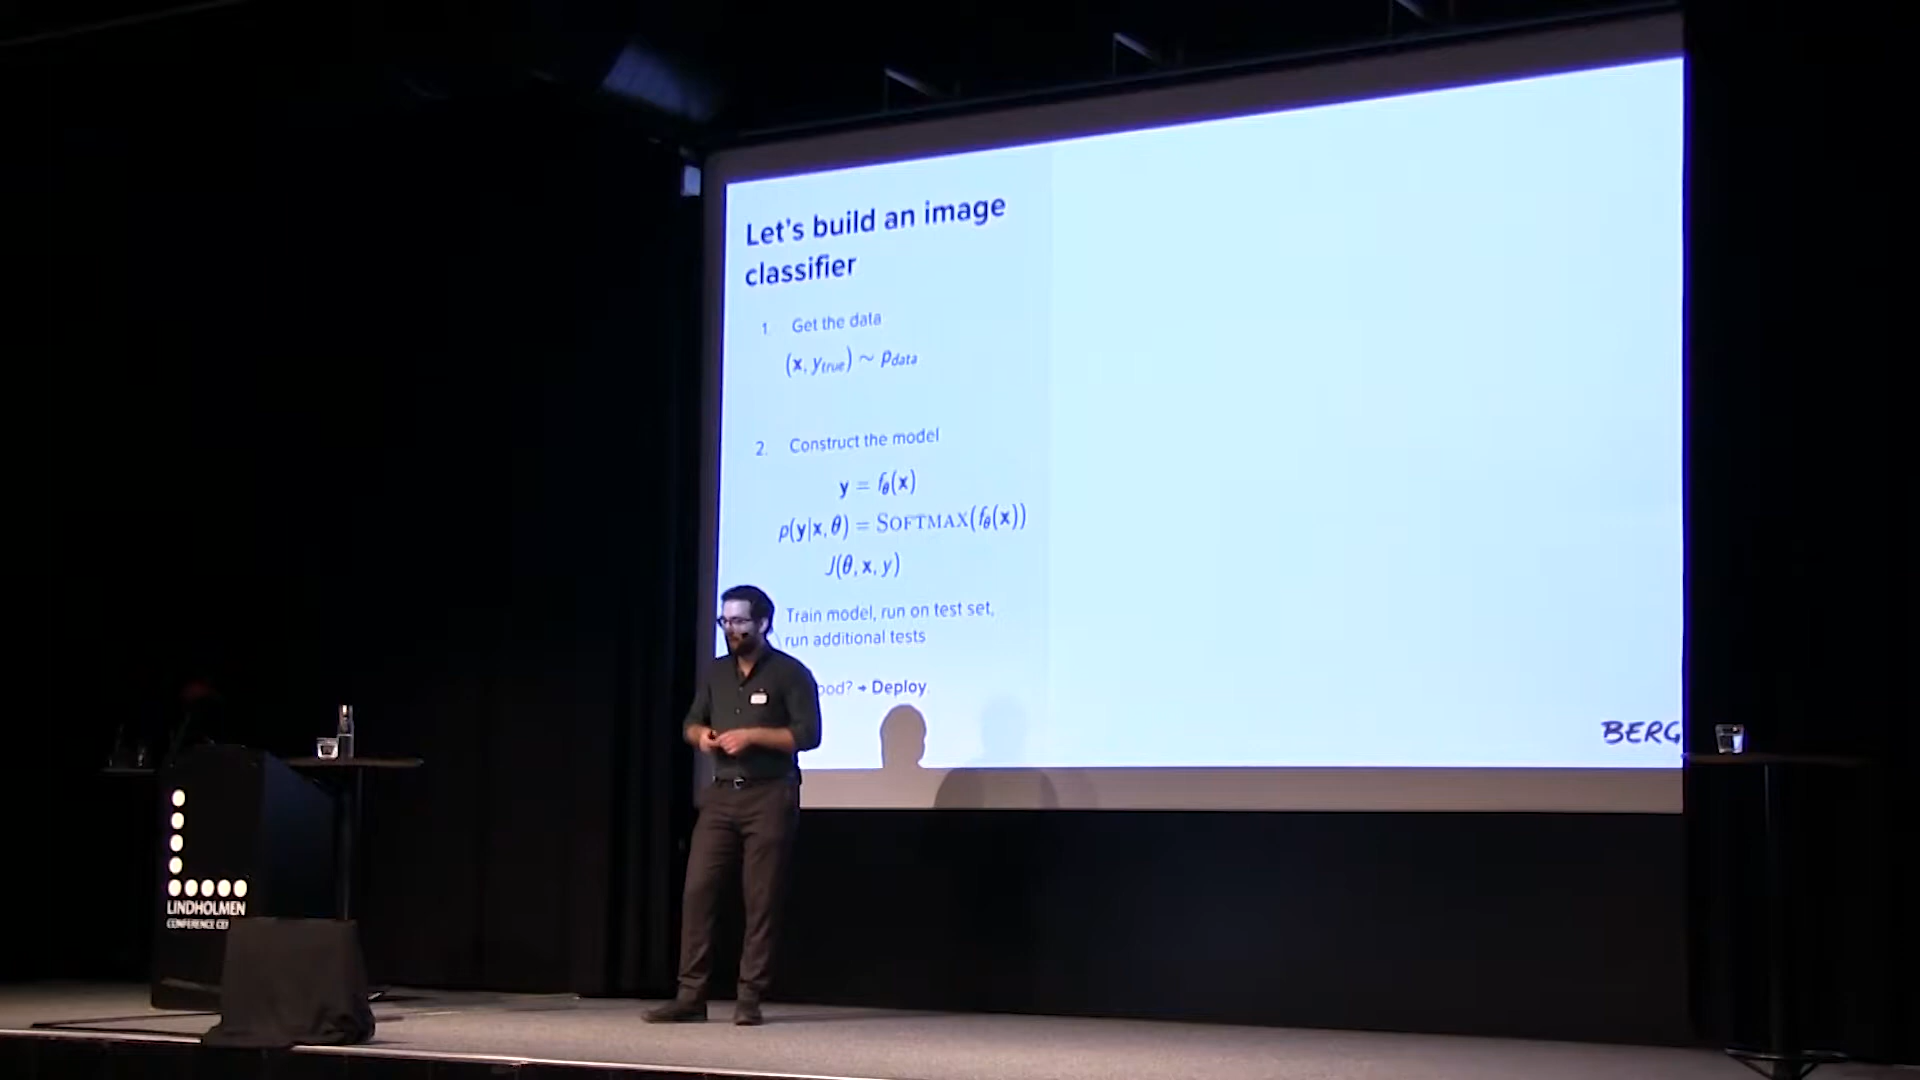 Let's build an image
classifier
1. Get the data
(x, y_true) ~ p_data
2. Construct the model
y = f_θ(x)
p(y|x, θ) = SOFTMAX(f_θ(x))
J(θ, x, y)
Train model, run on test set,
run additional tests
→ Deploy
BERG
LINDHOLMEN
CONFERENCE